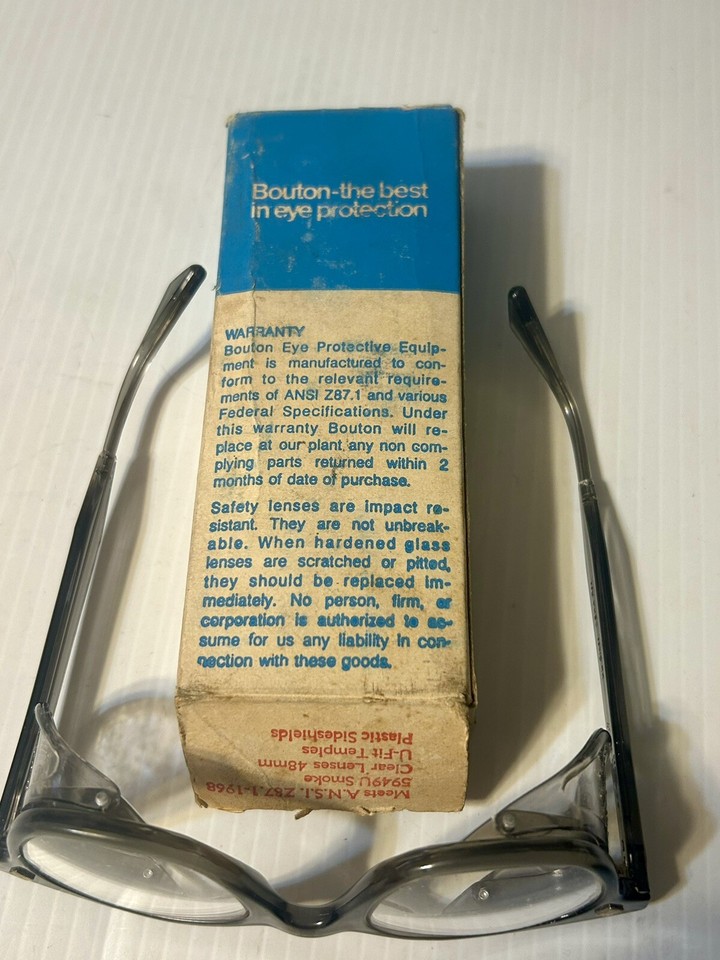 Bouton-the best
in eye protection
WARRANTY
Bouton Eye Protective Equip-
ment is manufactured to con-
form to the relevant require-
ments of ANSI Z87.1 and various
Federal Specifications. Under
this warranty Bouton will re-
place at our plant any non com-
plying parts returned within 2
months of date of purchase.
Safety lenses are impact re-
sistant. They are not unbreak-
able. When hardened glass
lenses are scratched or pitted,
they should be replaced im-
mediately. No person, firm, or
corporation is authorized to as-
sume for us any liability in con-
nection with these goods.
Meets A.N.S.I. Z87.1-1968
5949U Smoke
Clear Lenses 48mm
U-Fit Temples
Plastic Sideshields